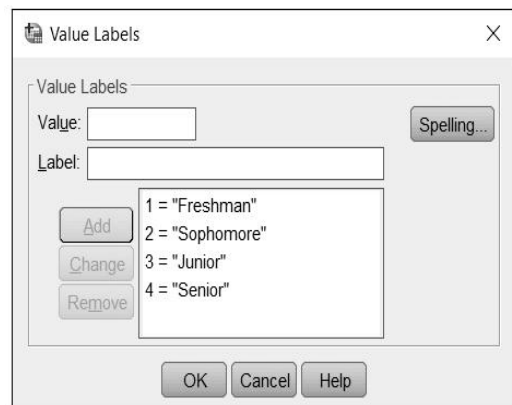 Value Labels
Value Labels
Value:
Spelling...
Label:
1 = "Freshman"
Add
2 = "Sophomore"
Change
3 = "Junior"
Remove
4 = "Senior"
OK Cancel Help